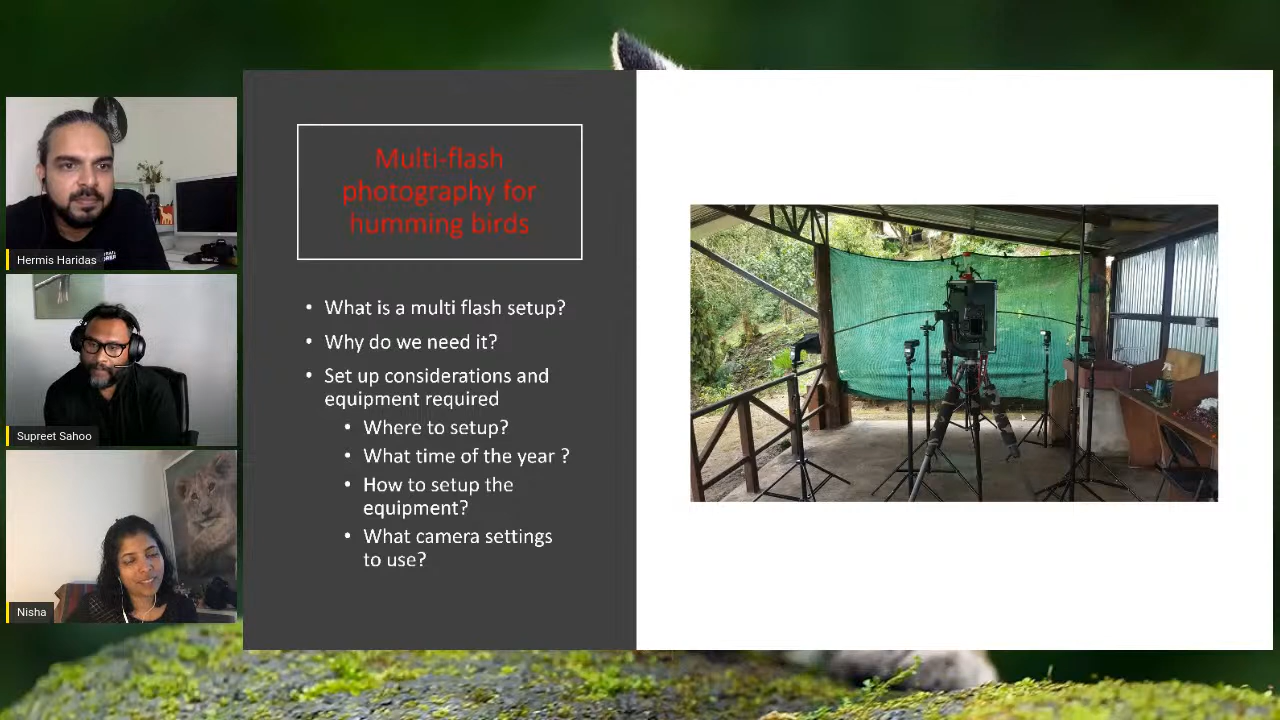 Multi-flash
photography for
humming birds
• What is a multi flash setup?
• Why do we need it?
• Set up considerations and
equipment required
• Where to setup?
• What time of the year ?
• How to setup the
equipment?
• What camera settings
to use?
Hermis Haridas
Supreet Sahoo
Nisha